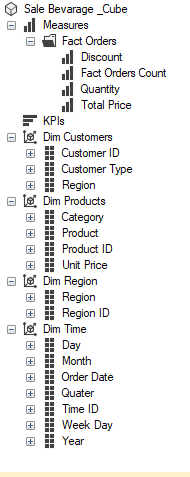 Sale Bevarage _Cube
Measures
Fact Orders
Discount
Fact Orders Count
Quantity
Total Price
KPIs
Dim Customers
Customer ID
Customer Type
Region
Dim Products
Category
Product
Product ID
Unit Price
Dim Region
Region
Region ID
Dim Time
Day
Month
Order Date
Quater
Time ID
Week Day
Year